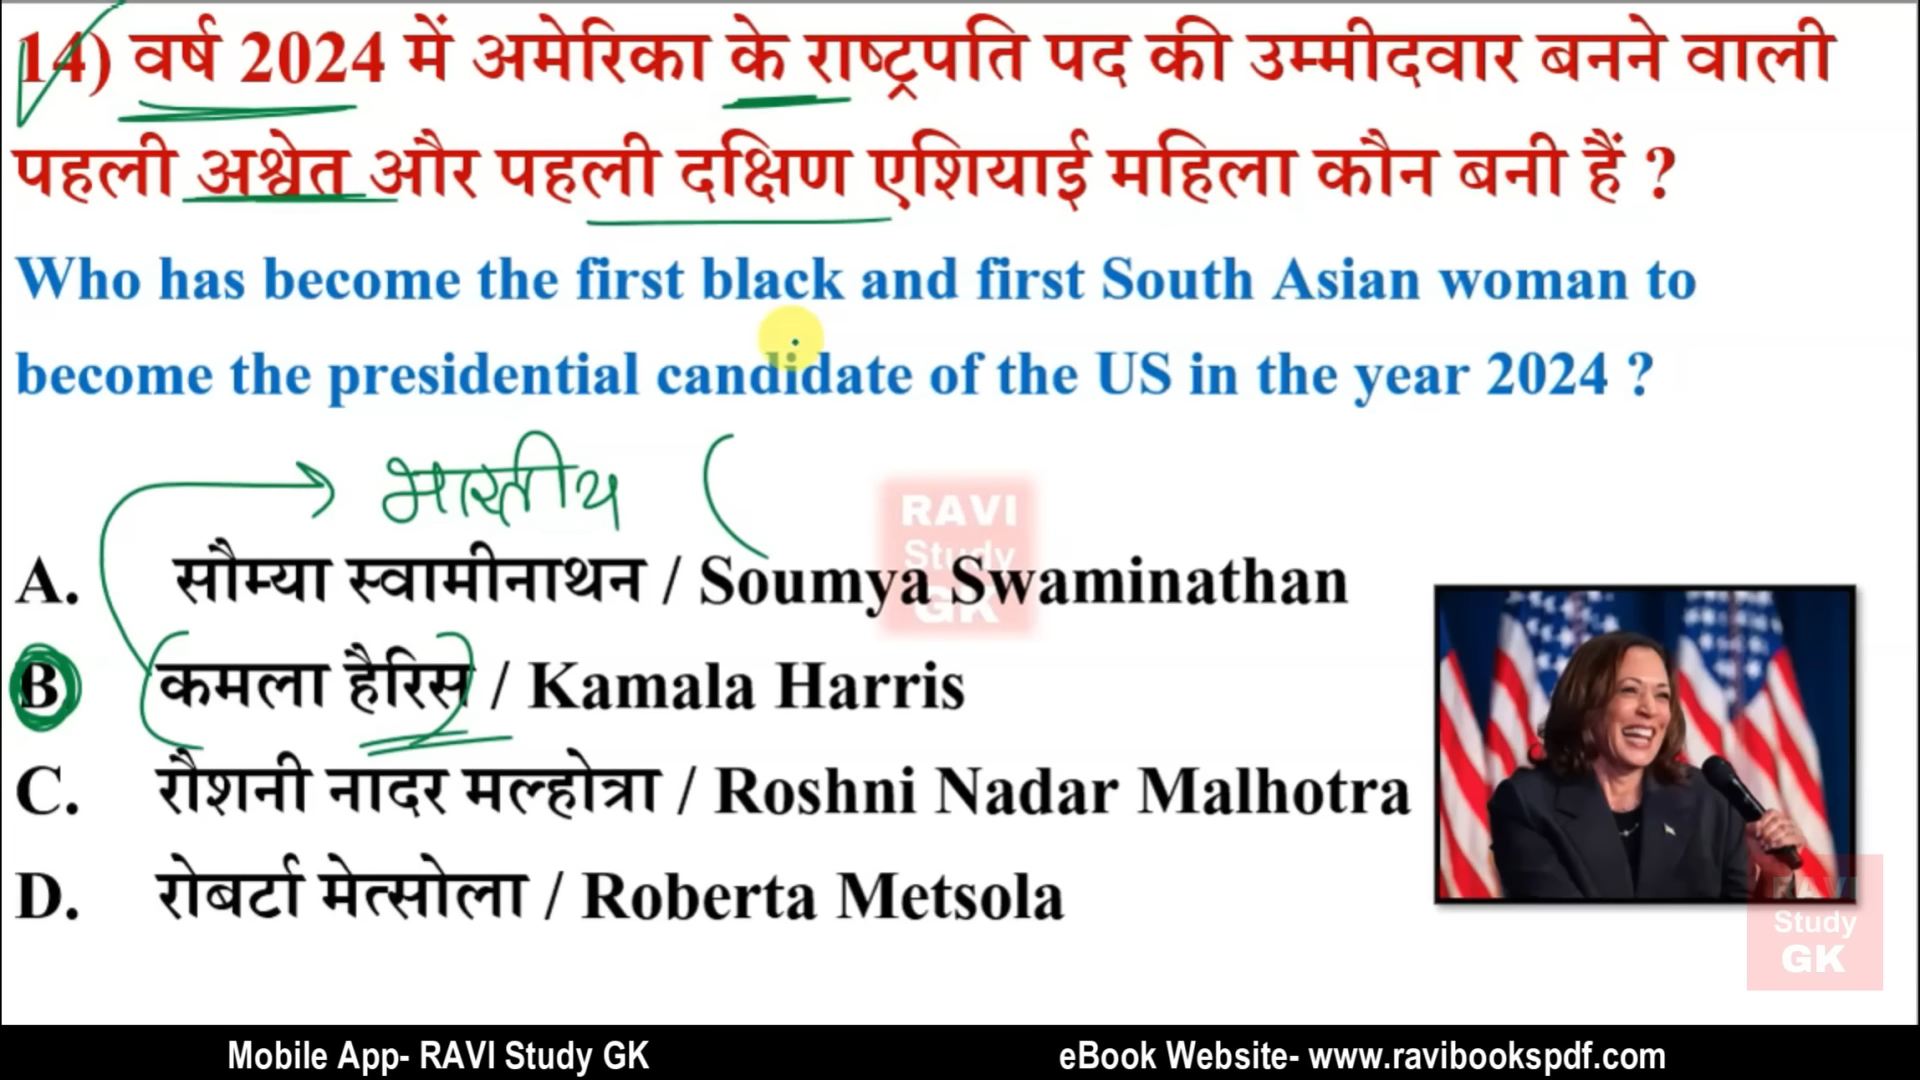 14) वर्ष 2024 में अमेरिका के राष्ट्रपति पद की उम्मीदवार बनने वाली
पहली अश्वेत और पहली दक्षिण एशियाई महिला कौन बनी हैं ?
Who has become the first black and first South Asian woman to
become the presidential candidate of the US in the year 2024 ?
भारतीय
RAVI
Study
GK
A. सौम्या स्वामीनाथन / Soumya Swaminathan
B कमला हैरिस / Kamala Harris
C. रौशनी नादर मल्होत्रा / Roshni Nadar Malhotra
D. रोबर्टा मेत्सोला / Roberta Metsola
RAVI
Study
GK
Mobile App- RAVI Study GK
eBook Website- www.ravibookspdf.com